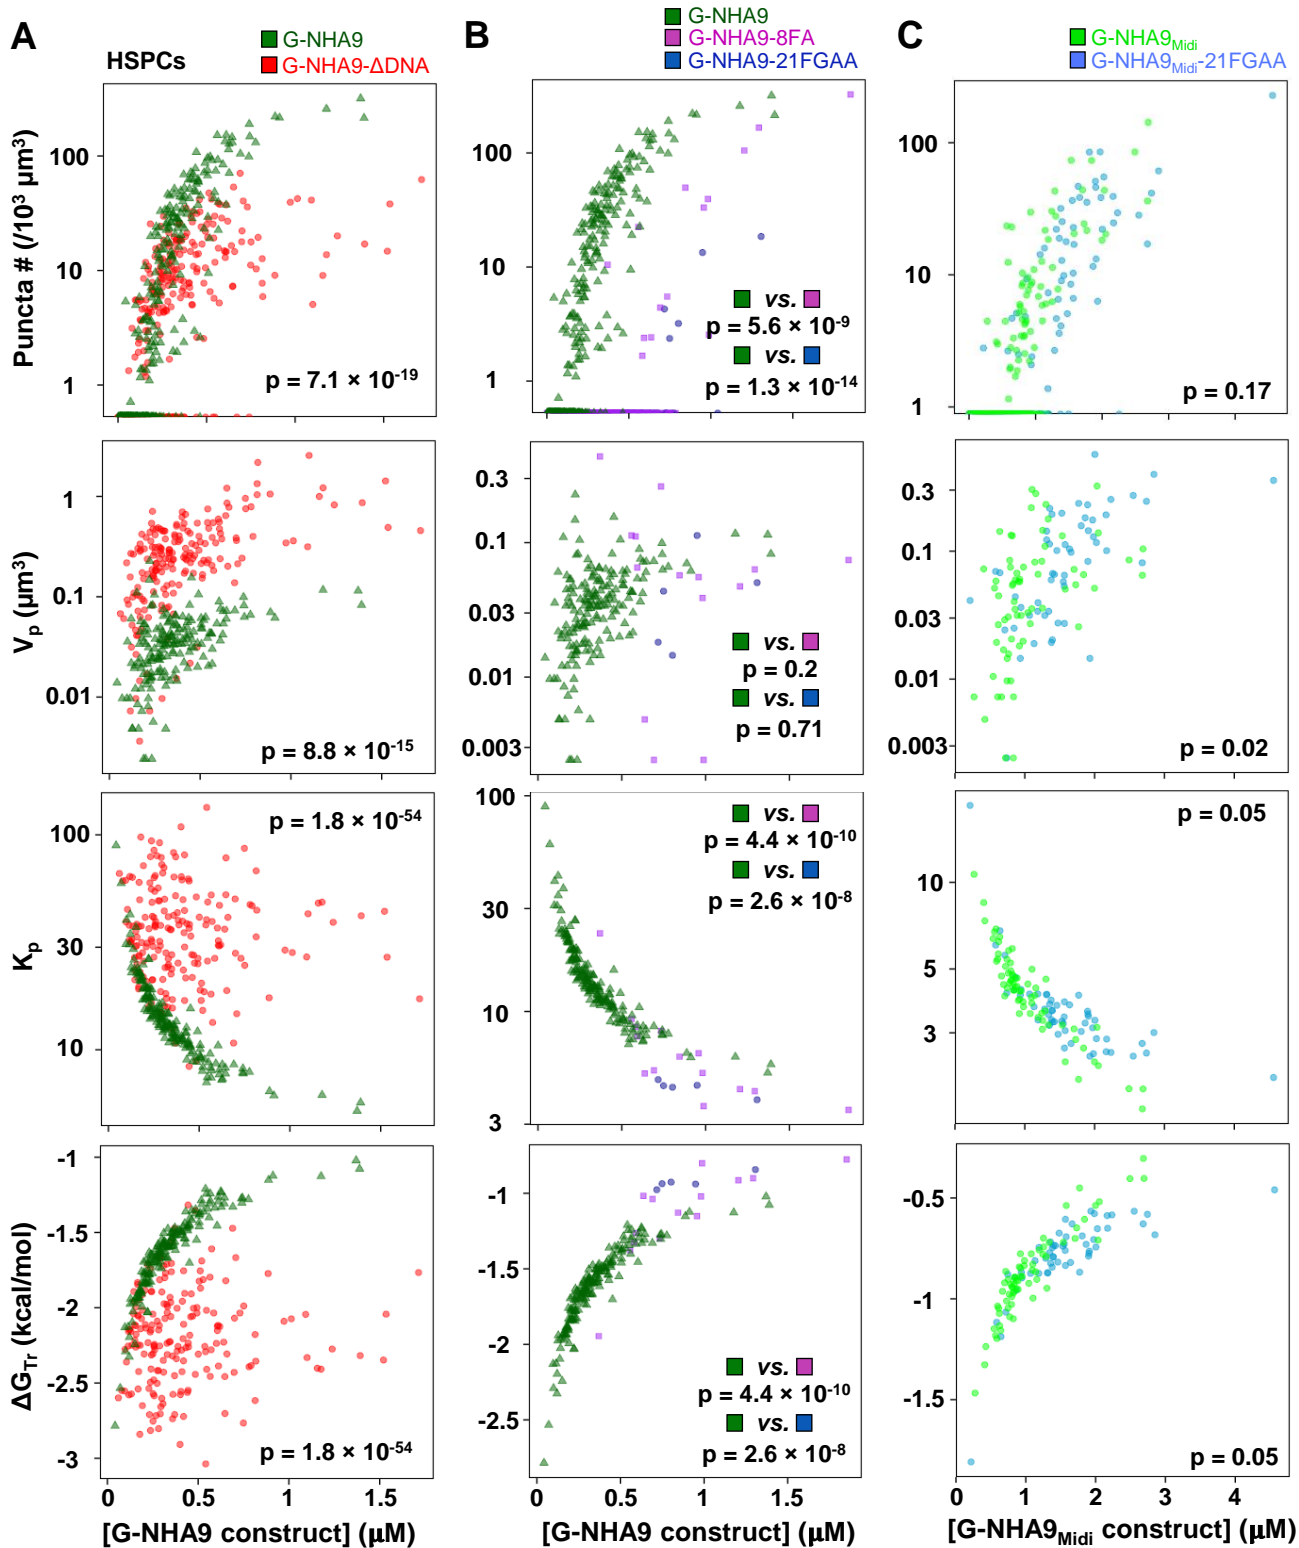 A
HSPCs
G-NHA9
G-NHA9-ΔDNA
B
G-NHA9
G-NHA9-8FA
G-NHA9-21FGAA
C
G-NHA9Midi
G-NHA9Midi-21FGAA
Puncta # (/10³ µm³)
100
10
1
p = 7.1 × 10⁻¹⁹
100
10
1
vs.
p = 5.6 × 10⁻⁹
vs.
p = 1.3 × 10⁻¹⁴
100
10
1
p = 0.17
Vp (µm³)
1
0.1
0.01
p = 8.8 × 10⁻¹⁵
0.3
0.1
0.03
0.01
0.003
vs.
p = 0.2
vs.
p = 0.71
0.3
0.1
0.03
0.01
0.003
p = 0.02
Kp
100
30
10
p = 1.8 × 10⁻⁵⁴
100
30
10
3
vs.
p = 4.4 × 10⁻¹⁰
vs.
p = 2.6 × 10⁻⁸
10
5
3
p = 0.05
ΔGTr (kcal/mol)
-1
-1.5
-2
-2.5
-3
p = 1.8 × 10⁻⁵⁴
0 0.5 1 1.5
[G-NHA9 construct] (µM)
-1
-1.5
-2
-2.5
vs.
p = 4.4 × 10⁻¹⁰
vs.
p = 2.6 × 10⁻⁸
0 0.5 1 1.5
[G-NHA9 construct] (µM)
-0.5
-1
-1.5
p = 0.05
0 1 2 3 4
[G-NHA9Midi construct] (µM)